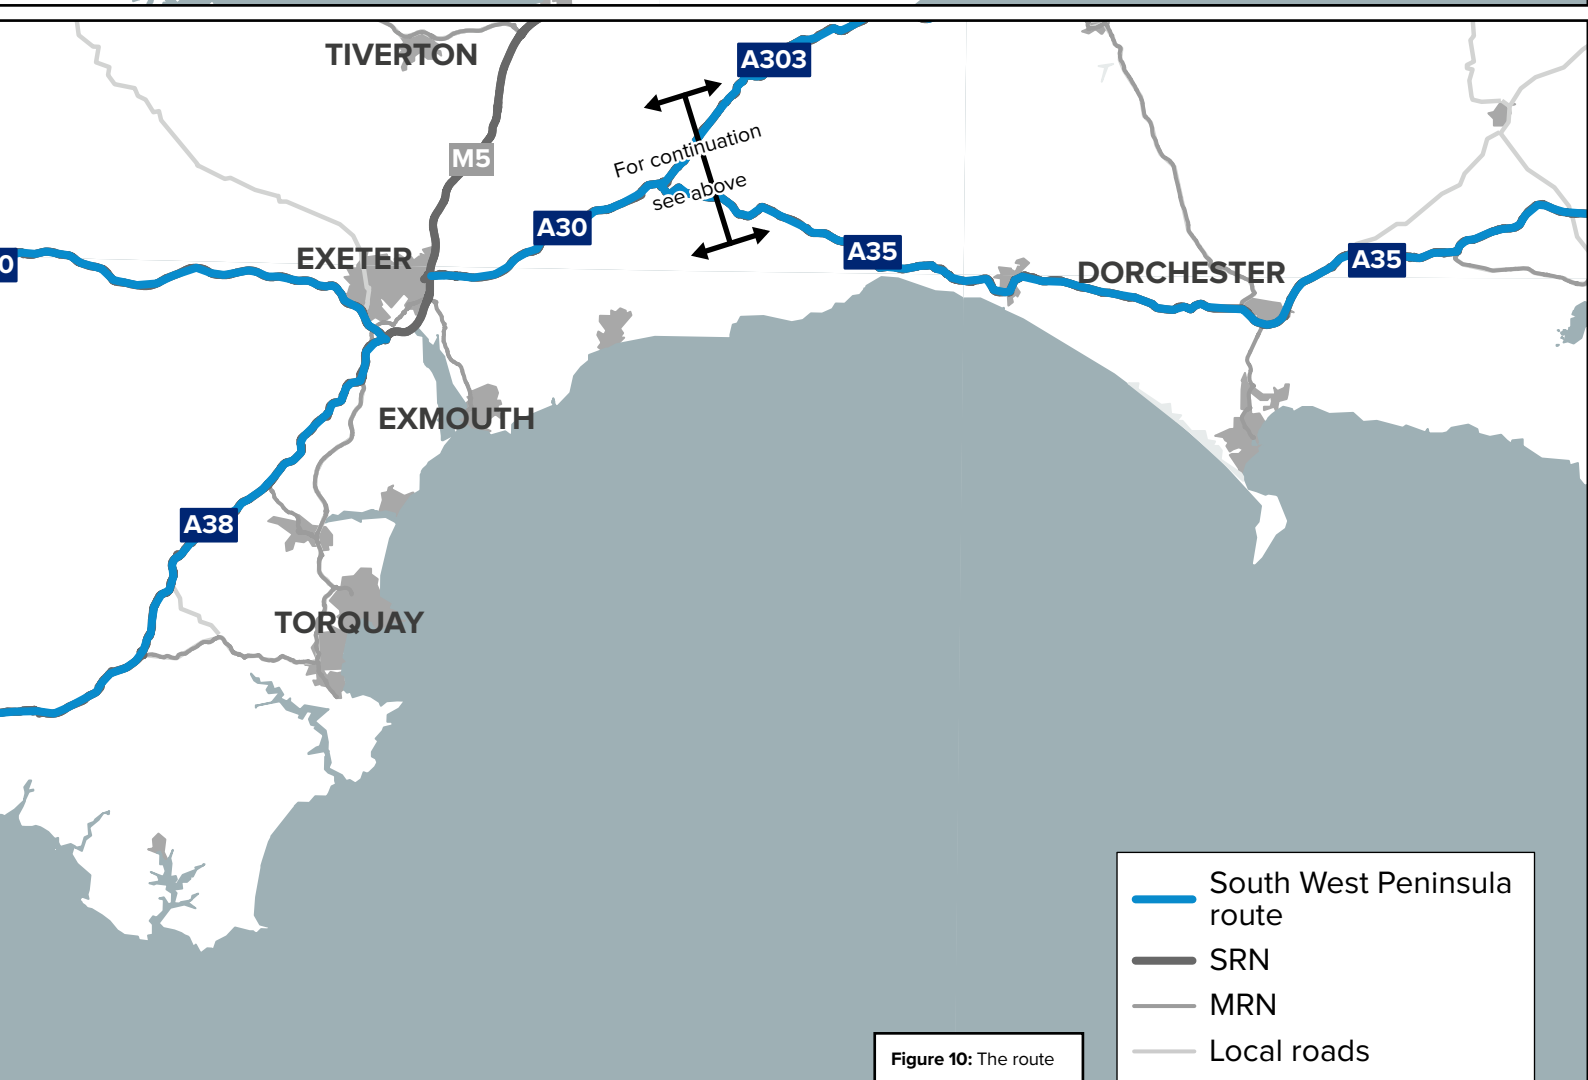 TIVERTON
A303
M5
For continuation
see above
A30
EXETER
0
A35
DORCHESTER
A35
EXMOUTH
A38
TORQUAY
South West Peninsula
route
SRN
MRN
Local roads
Figure 10: The route